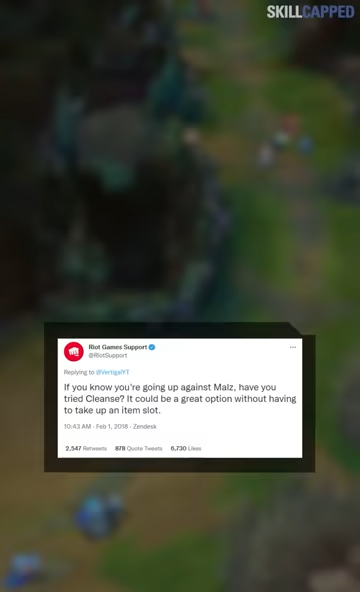 SKILLCAPPED
Riot Games Support
@RiotSupport
Replying to @VertigalYT
If you know you're going up against Malz, have you
tried Cleanse? It could be a great option without having
to take up an item slot.
10:43 AM · Feb 1, 2018 · Zendesk
2,547 Retweets 878 Quote Tweets 6,730 Likes